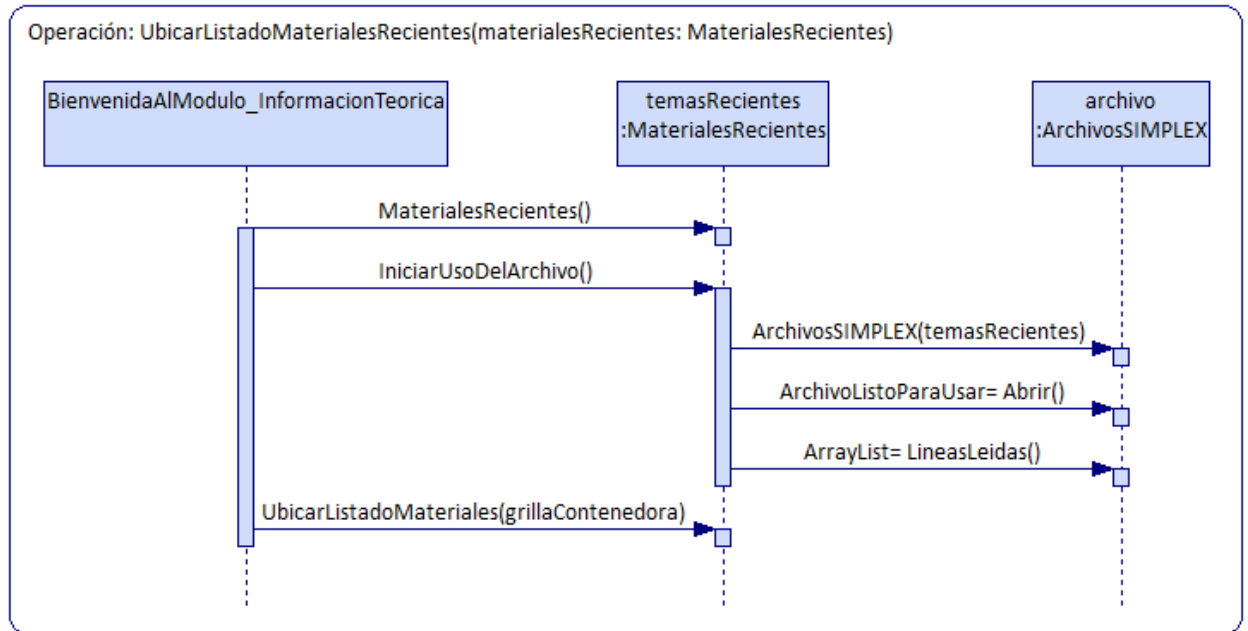 Operación: UbicarListadoMaterialesRecientes(materialesRecientes: MaterialesRecientes)
BienvenidaAlModulo_InformacionTeorica
temasRecientes
:MaterialesRecientes
archivo
:ArchivosSIMPLEX
MaterialesRecientes()
IniciarUsoDelArchivo()
ArchivosSIMPLEX(temasRecientes)
ArchivoListoParaUsar= Abrir()
ArrayList= LineasLeidas()
UbicarListadoMateriales(grillaContenedora)